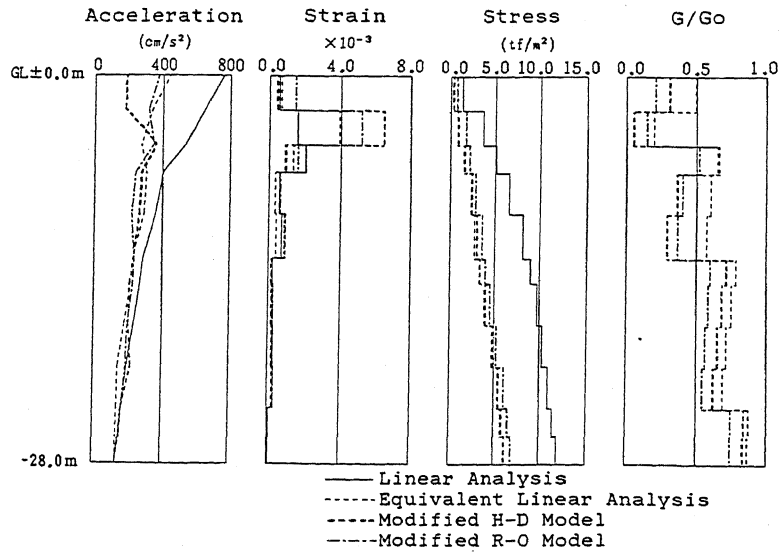 Acceleration Strain Stress G/Go
(cm/s²) ×10⁻³ (tf/m²)
GL±0.0m 0 400 800 0.0 4.0 8.0 0.0 5.0 10.0 15.0 0.0 0.5 1.0
-28.0m
Linear Analysis
Equivalent Linear Analysis
Modified H-D Model
Modified R-O Model